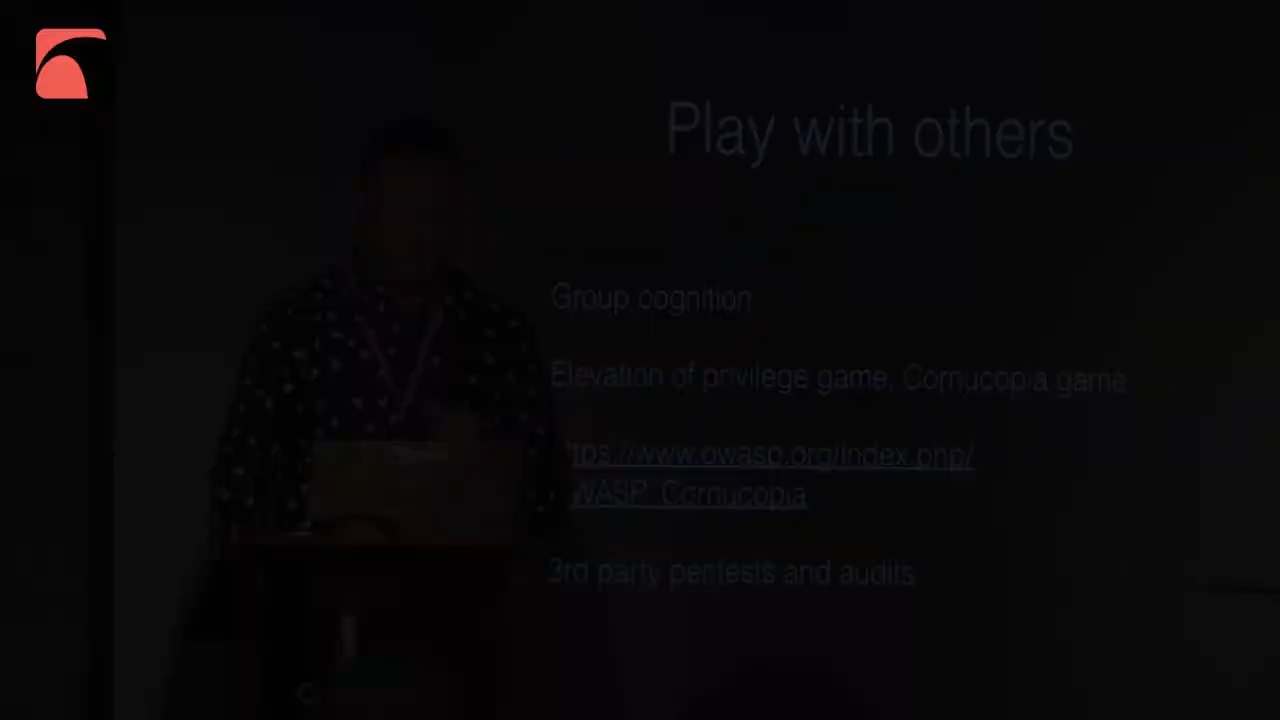 Play with others
Group cognition
Elevation of privilege game, Cornucopia game
ttps://www.owasp.org/index.php/
WASP_Cornucopia
3rd party pentests and audits